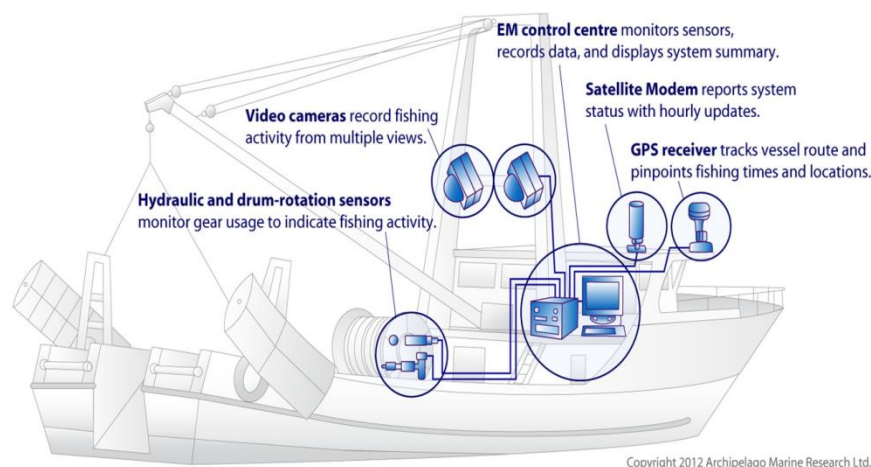 EM control centre monitors sensors,
records data, and displays system summary.
Satellite Modem reports system
status with hourly updates.
Video cameras record fishing
activity from multiple views.
GPS receiver tracks vessel route and
pinpoints fishing times and locations.
Hydraulic and drum-rotation sensors
monitor gear usage to indicate fishing activity.
Copyright 2012 Archipelago Marine Research Ltd.